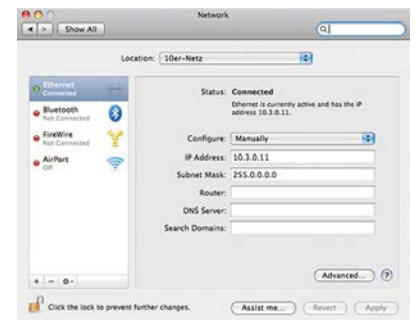 Network
Show All
Location: 10er-Netz
Ethernet
Connected
Bluetooth
Not Connected
FireWire
Not Connected
AirPort
Off
Status: Connected
Ethernet is currently active and has the IP
address 10.3.0.11.
Configure: Manually
IP Address: 10.3.0.11
Subnet Mask: 255.0.0.0
Router:
DNS Server:
Search Domains:
Advanced...
?
Click the lock to prevent further changes.
Assist me...
Revert
Apply